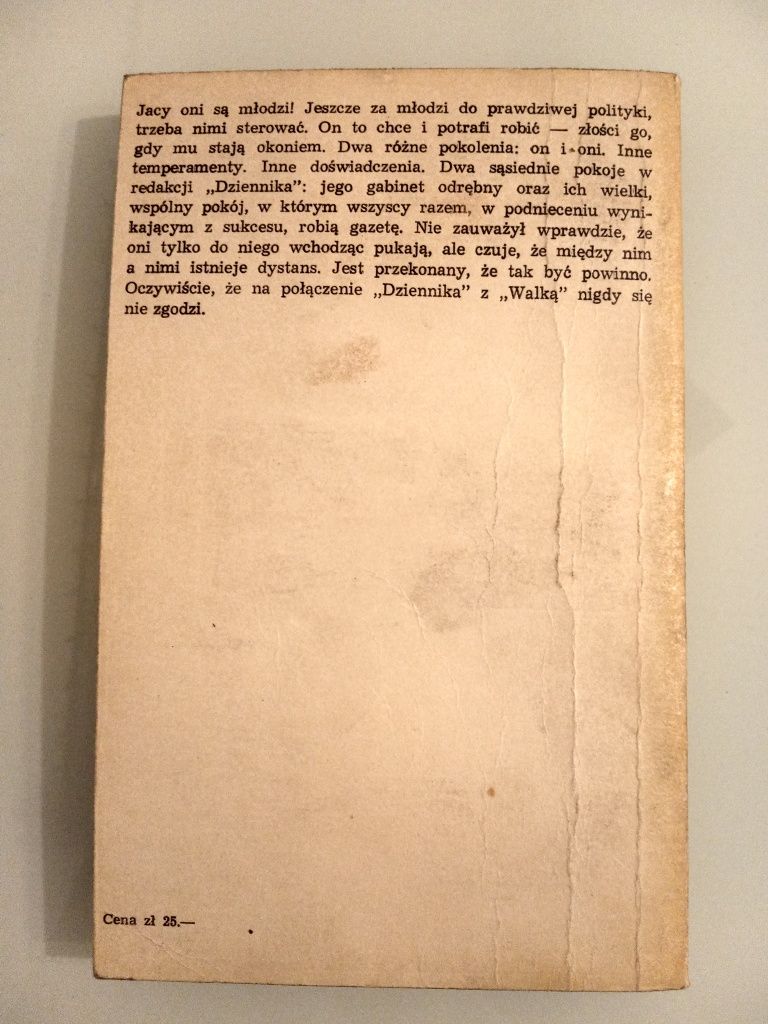 Jacy oni są młodzi! Jeszcze za młodzi do prawdziwej polityki,
trzeba nimi sterować. On to chce i potrafi robić — złości go,
gdy mu stają okoniem. Dwa różne pokolenia: on i oni. Inne
temperamenty. Inne doświadczenia. Dwa sąsiednie pokoje w
redakcji „Dziennika”: jego gabinet odrębny oraz ich wielki,
wspólny pokój, w którym wszyscy razem, w podnieceniu wyni-
kającym z sukcesu, robią gazetę. Nie zauważył wprawdzie, że
oni tylko do niego wchodząc pukają, ale czuje, że między nim
a nimi istnieje dystans. Jest przekonany, że tak być powinno.
Oczywiście, że na połączenie „Dziennika” z „Walką” nigdy się
nie zgodzi.
Cena zł 25.—